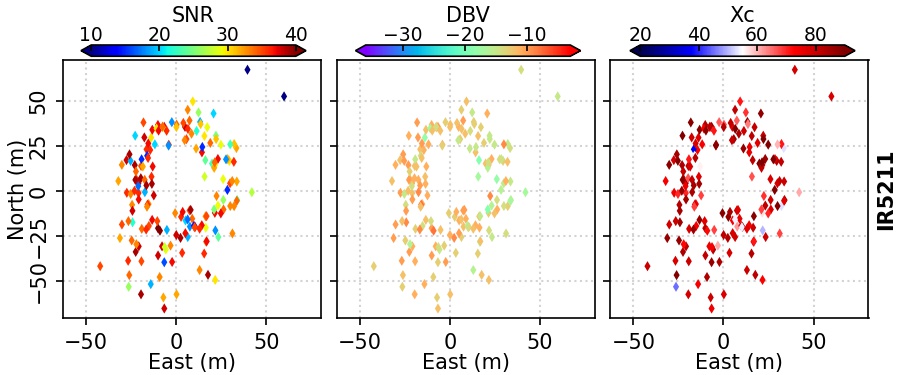 SNR DBV Xc
10 20 30 40 −30 −20 −10 20 40 60 80
50
25
0
−25
−50
North (m)
−50 0 50 −50 0 50 −50 0 50
East (m) East (m) East (m)
IR5211